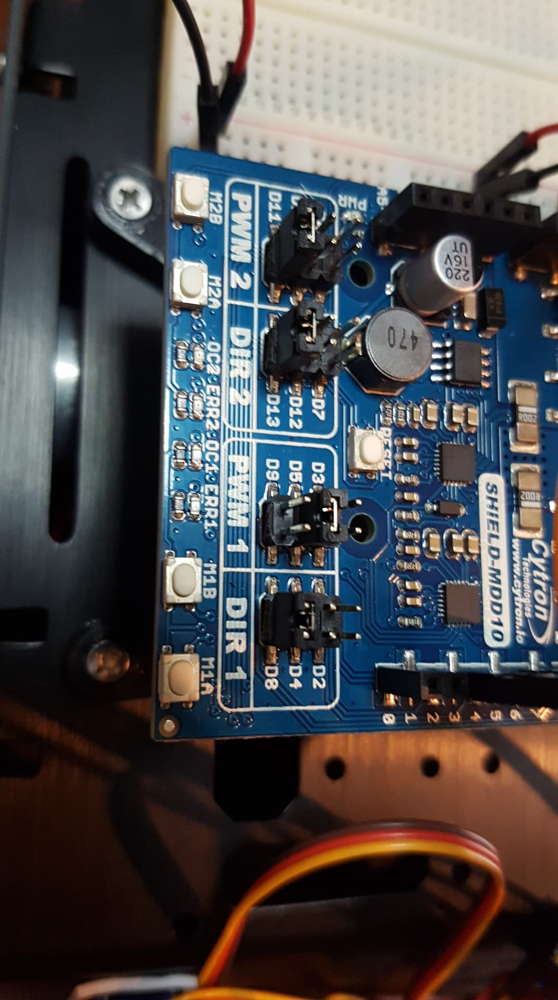 M2B
M2A
OC2
ERR2
OC1
ERR1
M1B
M1A
PWM 2
DIR 2
PWM 1
DIR 1
D11
D13
D12
D7
D9
D5
D3
D8
D4
D2
PWR
A5
220
16V
UT
470
RESET
R002
R002
SHIELD-MDD10
Cytron
Technologies
www.cytron.io
0
1
2
3
4
5
6
7